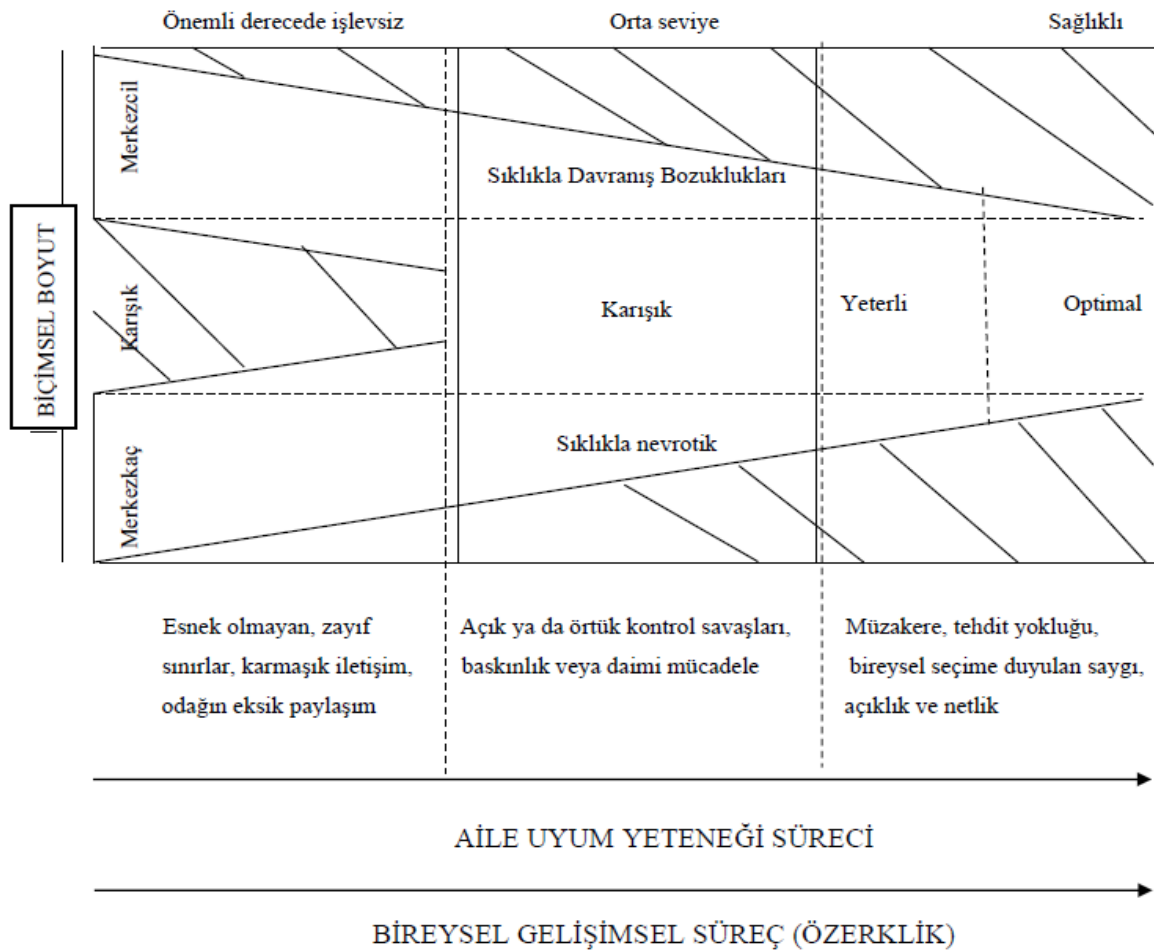 Önemli derecede işlevsiz
Orta seviye
Sağlıklı
BİÇİMSEL BOYUT
Merkezcil
Karışık
Merkezkaç
Sıklıkla Davranış Bozuklukları
Karışık
Yeterli
Optimal
Sıklıkla nevrotik
Esnek olmayan, zayıf
sınırlar, karmaşık iletişim,
odağın eksik paylaşım
Açık ya da örtük kontrol savaşları,
baskınlık veya daimi mücadele
Müzakere, tehdit yokluğu,
bireysel seçime duyulan saygı,
açıklık ve netlik
AİLE UYUM YETENEĞİ SÜRECİ
BİREYSEL GELİŞİMSEL SÜREÇ (ÖZERKLİK)